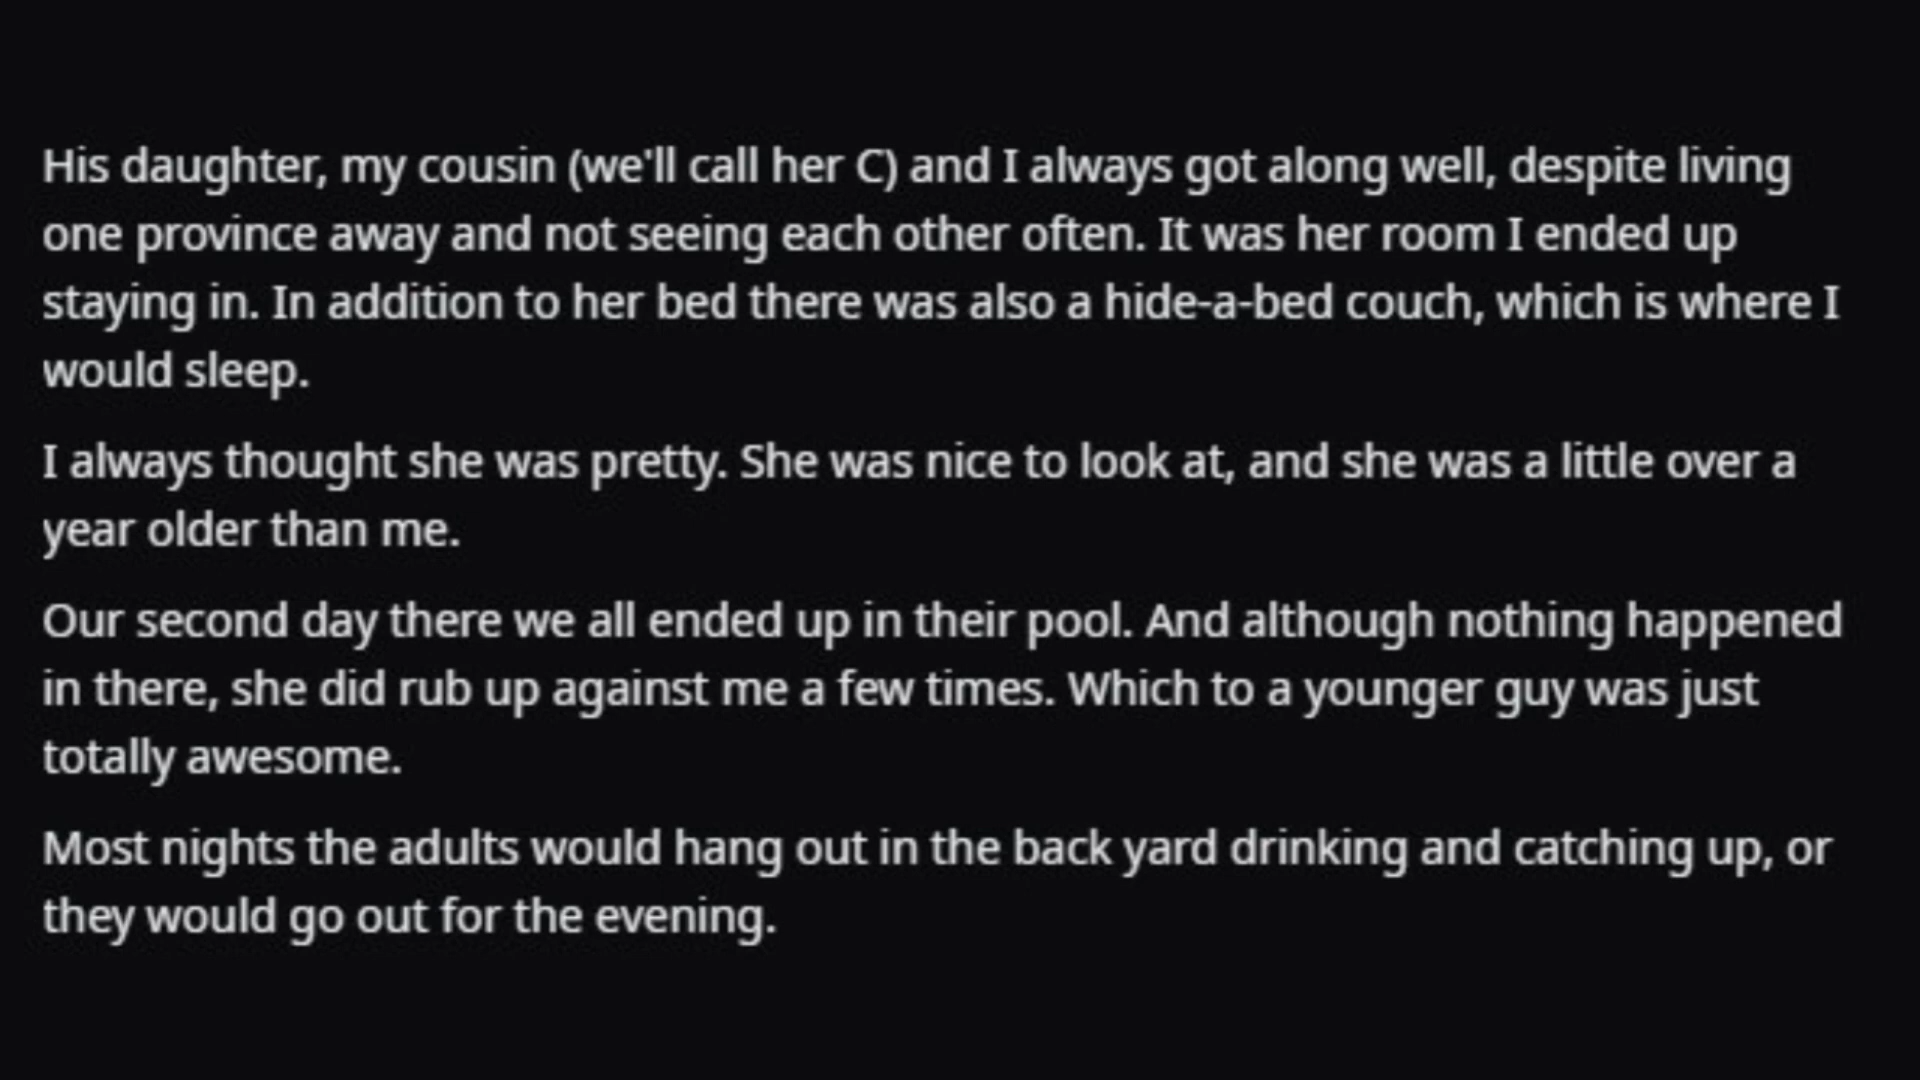 His daughter, my cousin (we'll call her C) and I always got along well, despite living
one province away and not seeing each other often. It was her room I ended up
staying in. In addition to her bed there was also a hide-a-bed couch, which is where I
would sleep.
I always thought she was pretty. She was nice to look at, and she was a little over a
year older than me.
Our second day there we all ended up in their pool. And although nothing happened
in there, she did rub up against me a few times. Which to a younger guy was just
totally awesome.
Most nights the adults would hang out in the back yard drinking and catching up, or
they would go out for the evening.